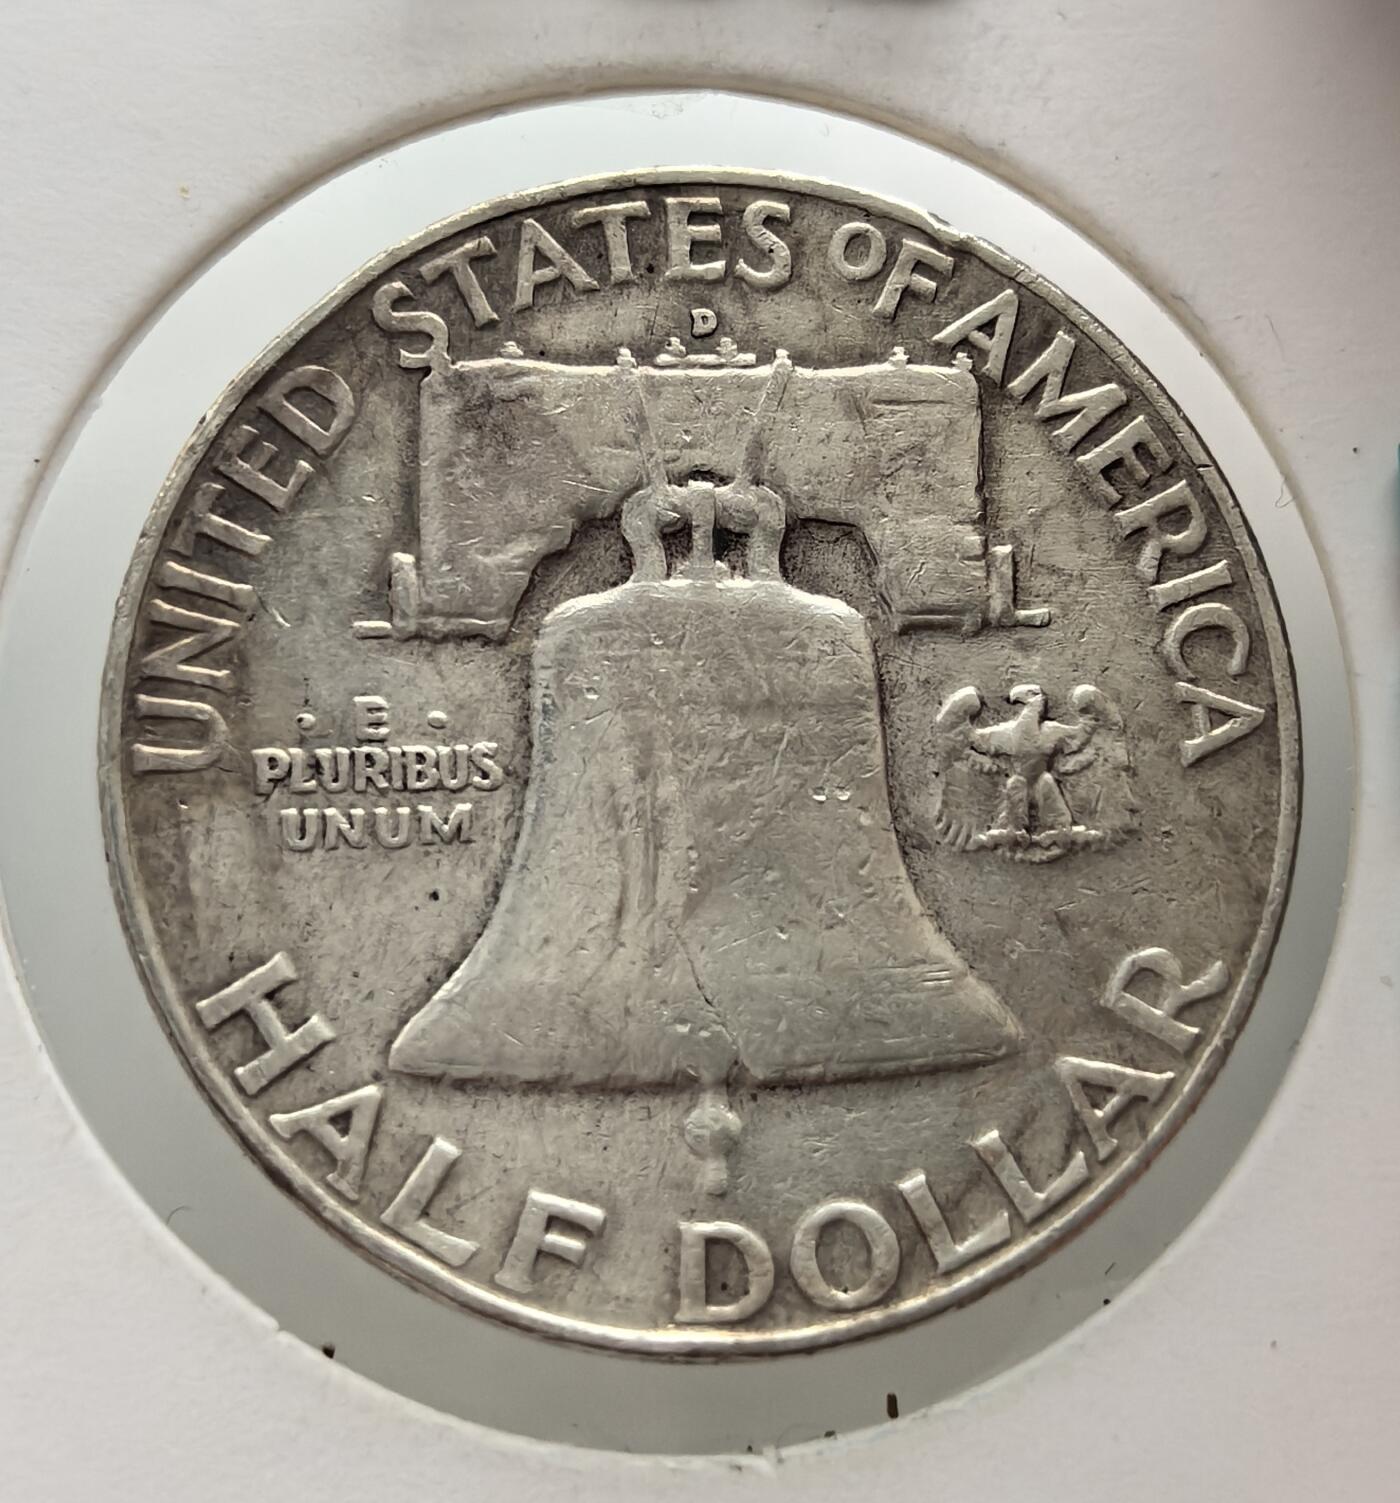 UNITED STATES OF AMERICA
D
· E ·
PLURIBUS
UNUM
HALF DOLLAR